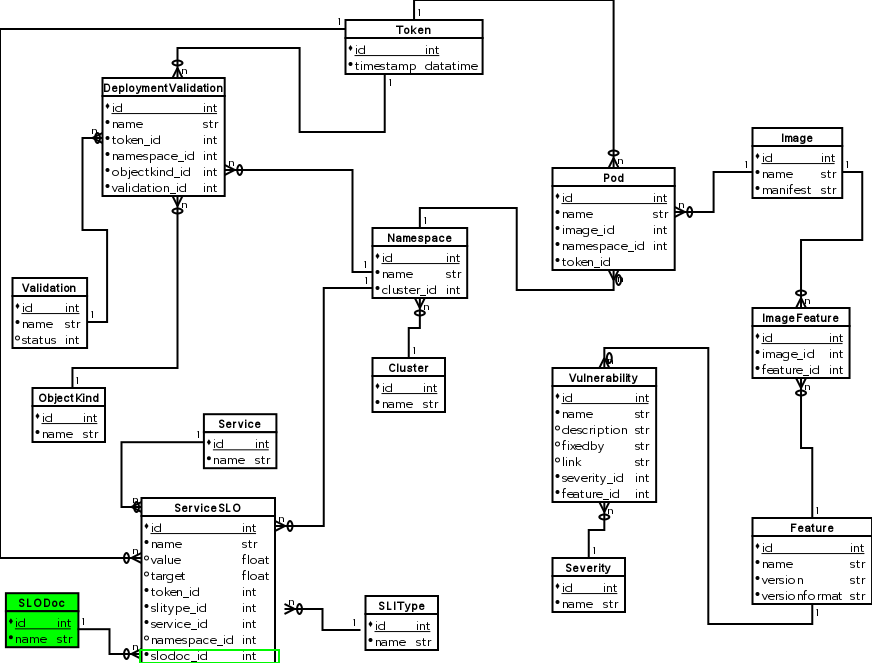 Token
id int
timestamp datatime
DeploymentValidation
id int
name str
token_id int
namespace_id int
objectkind_id int
validation_id int
Image
id int
name str
manifest str
Pod
id int
name str
image_id int
namespace_id int
token_id
Namespace
id int
name str
cluster_id int
Validation
id int
name str
status int
ImageFeature
id int
image_id int
feature_id int
Cluster
id int
name str
Vulnerability
id int
name str
description str
fixedby str
link str
severity_id int
feature_id int
ObjectKind
id int
name str
Service
id int
name str
ServiceSLO
id int
name str
value float
target float
token_id int
slitype_id int
service_id int
namespace_id int
slodoc_id int
Feature
id int
name str
version str
versionformat str
Severity
id int
name str
SLODoc
id int
name str
SLIType
id int
name str
1
1
1
n
n
n
n
1
1
n
n
n
1
1
1
1
n
n
1
1
n
n
1
1
n
1
n
n
1
1
1
n
n
n
1
1